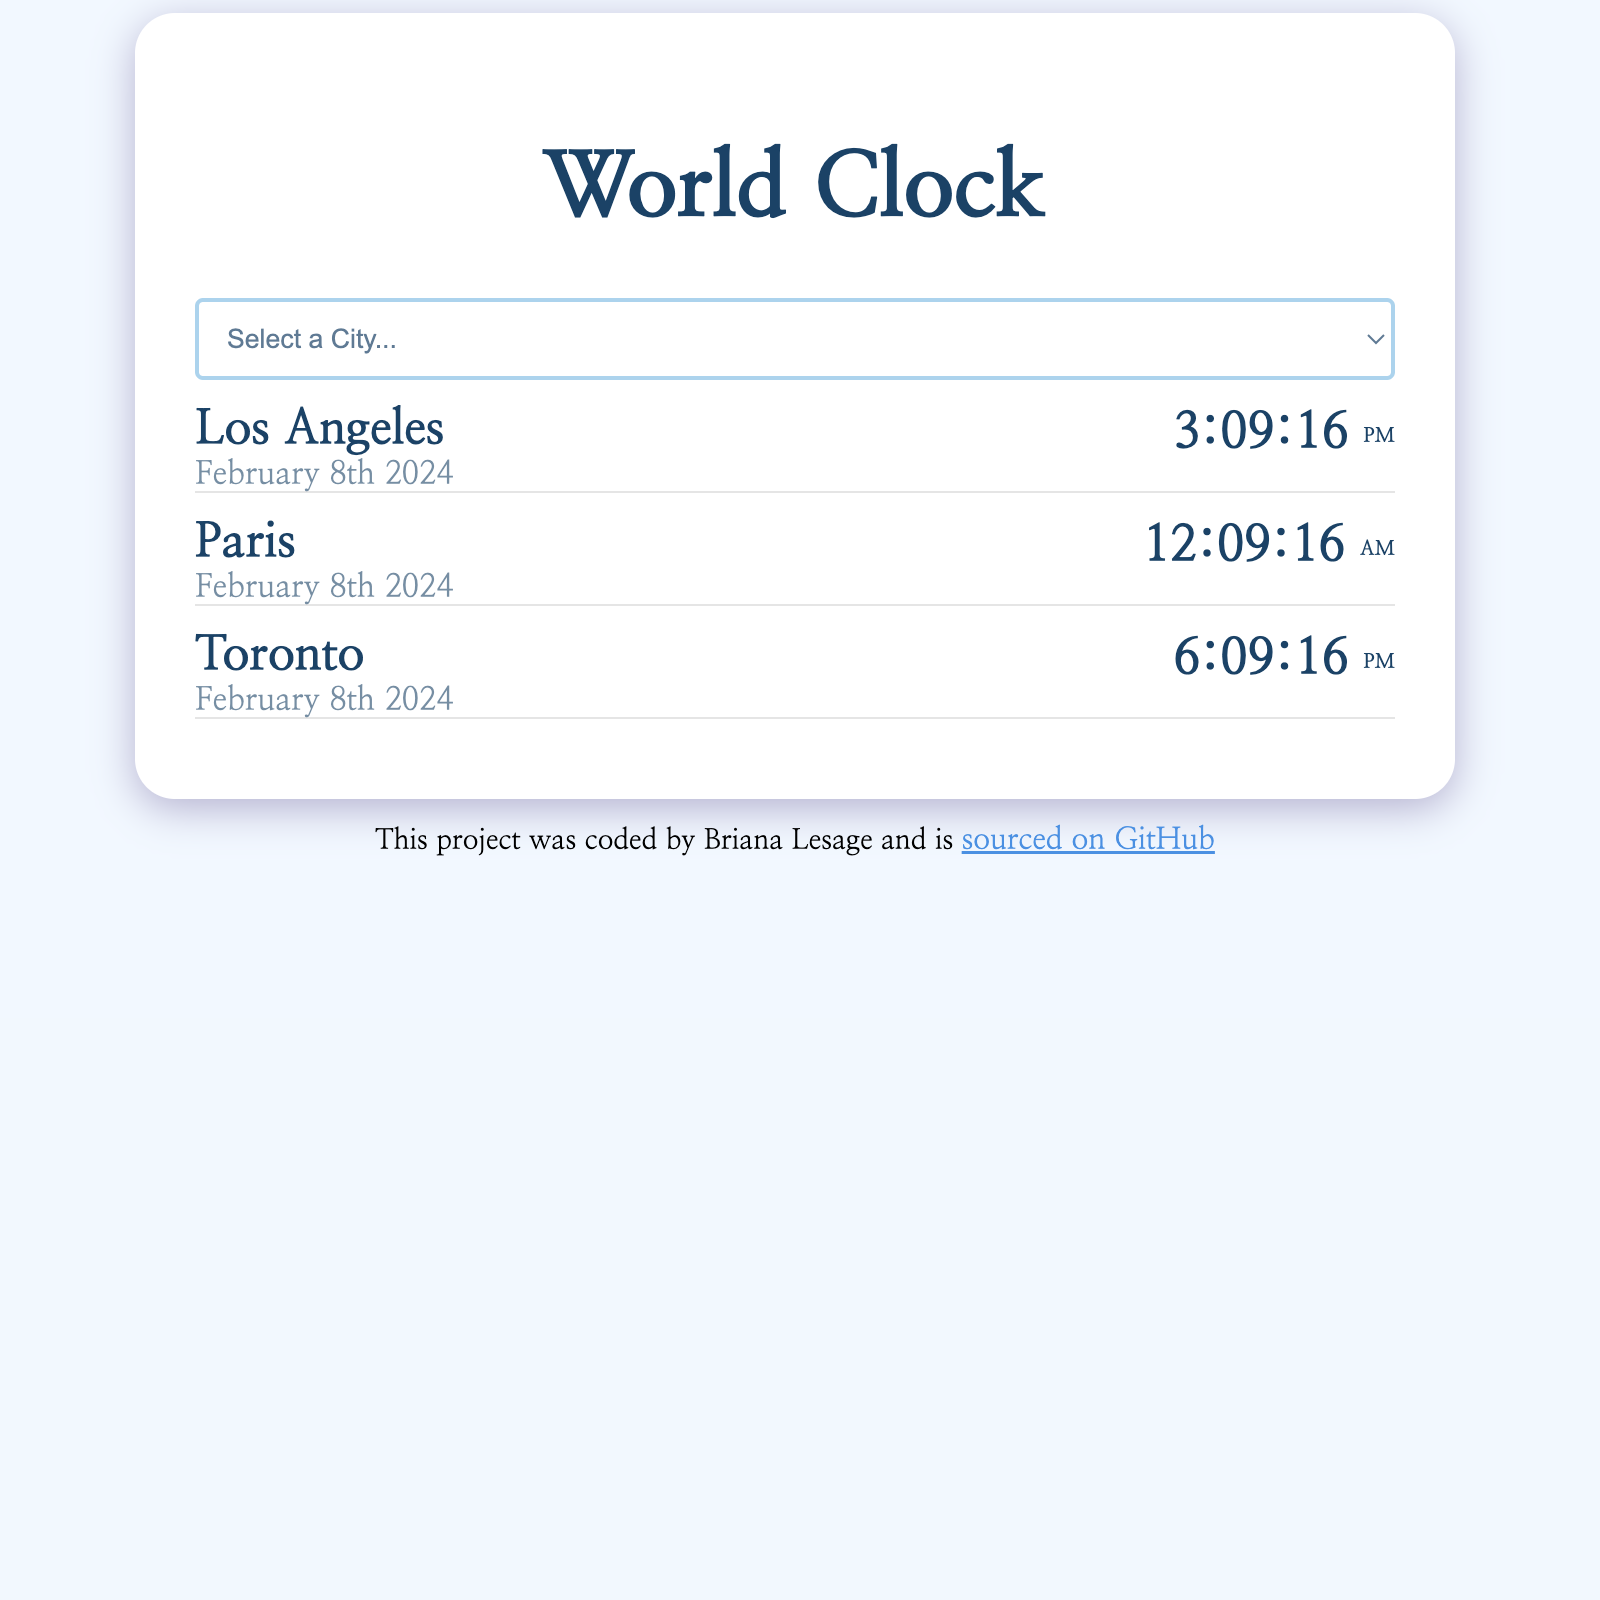 World Clock
Select a City...
Los Angeles 3:09:16 PM
February 8th 2024
Paris 12:09:16 AM
February 8th 2024
Toronto 6:09:16 PM
February 8th 2024
This project was coded by Briana Lesage and is sourced on GitHub